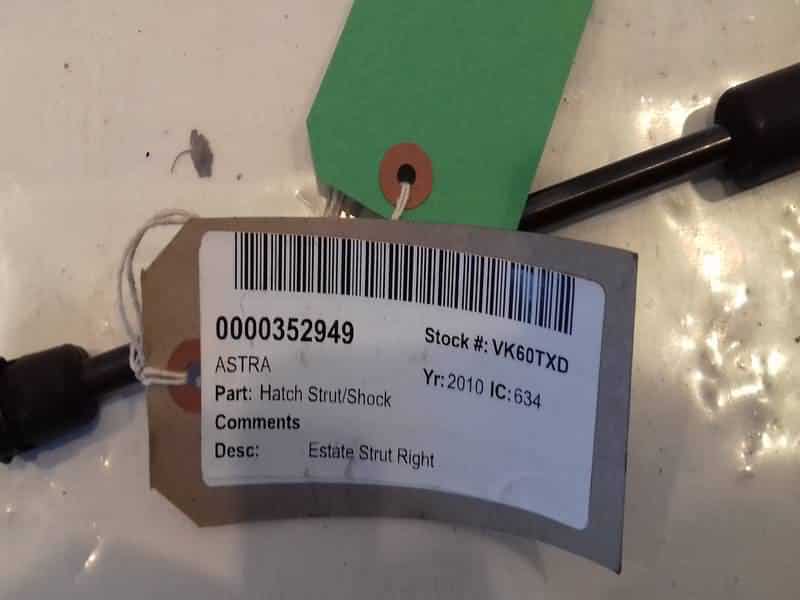 0000352949 Stock #: VK60TXD
ASTRA Yr: 2010 IC: 634
Part: Hatch Strut/Shock
Comments
Desc: Estate Strut Right